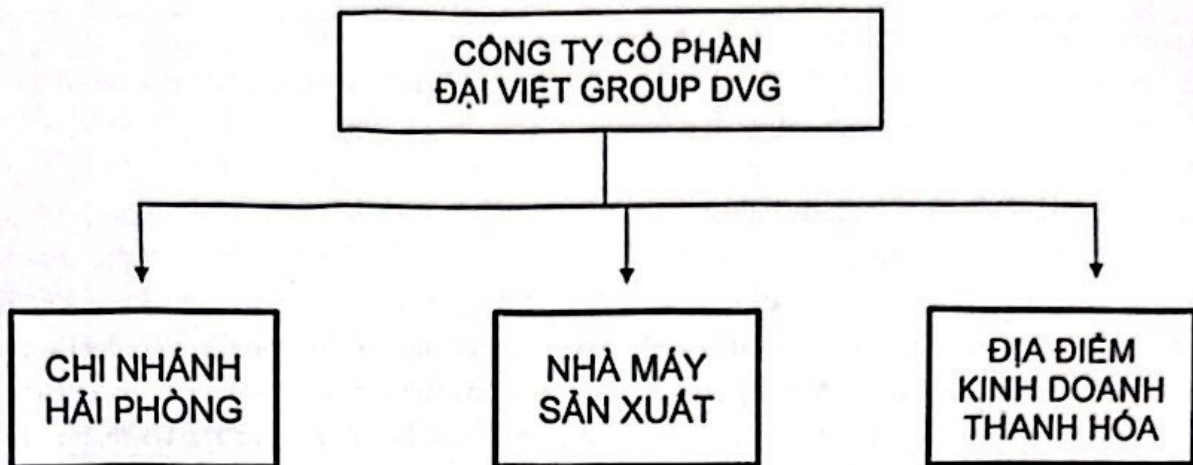 CÔNG TY CỔ PHẦN
ĐẠI VIỆT GROUP DVG
CHI NHÁNH
HẢI PHÒNG
NHÀ MÁY
SẢN XUẤT
ĐỊA ĐIỂM
KINH DOANH
THANH HÓA